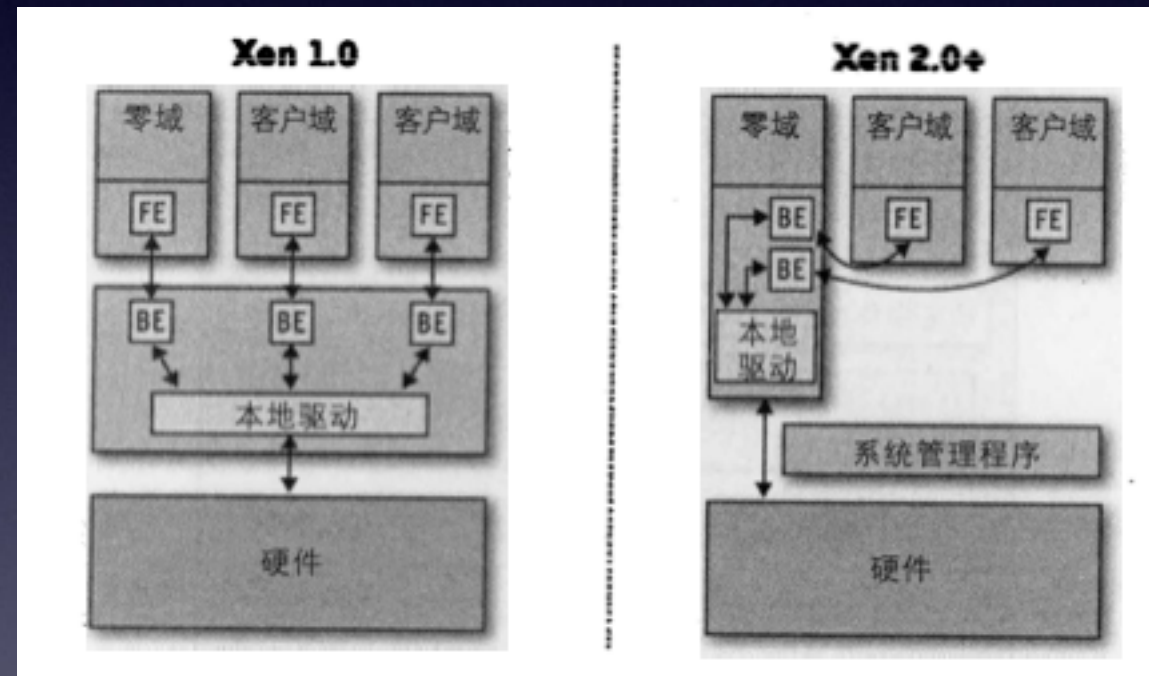 Xen 1.0
零域 客户域 客户域
FE FE FE
BE BE BE
本地驱动
硬件
Xen 2.0+
零域 客户域 客户域
BE FE FE
BE
本地
驱动
系统管理程序
硬件